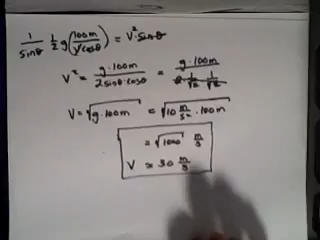 1/sinθ 1/2 g(100m/Vcosθ) = V² sinθ
V² = g·100m / 2sinθ·cosθ = g·100m / 2·1/√2 · 1/√2
V = √g·100m = √10 m/s² · 100m
= √1000 m/s
V ≈ 30 m/s